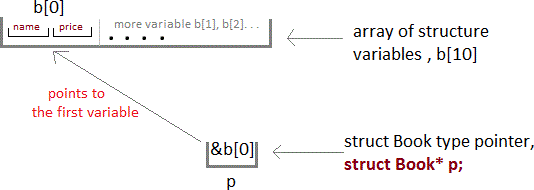 b[0]
name price more variable b[1], b[2]. . .
array of structure
variables , b[10]
points to
the first variable
&b[0]
p
struct Book type pointer,
struct Book* p;